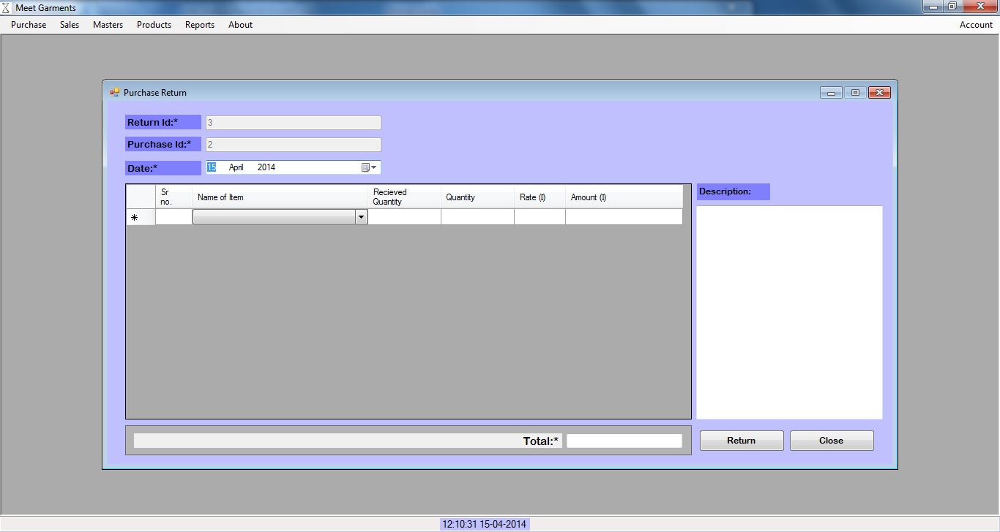 Meet Garments
Purchase Sales Masters Products Reports About Account
Purchase Return
Return Id:* 3
Purchase Id:* 2
Date:* 15 April 2014
Sr no. Name of Item Recieved Quantity Quantity Rate (▯) Amount (▯)
Description:
*
Total:*
Return Close
12:10:31 15-04-2014